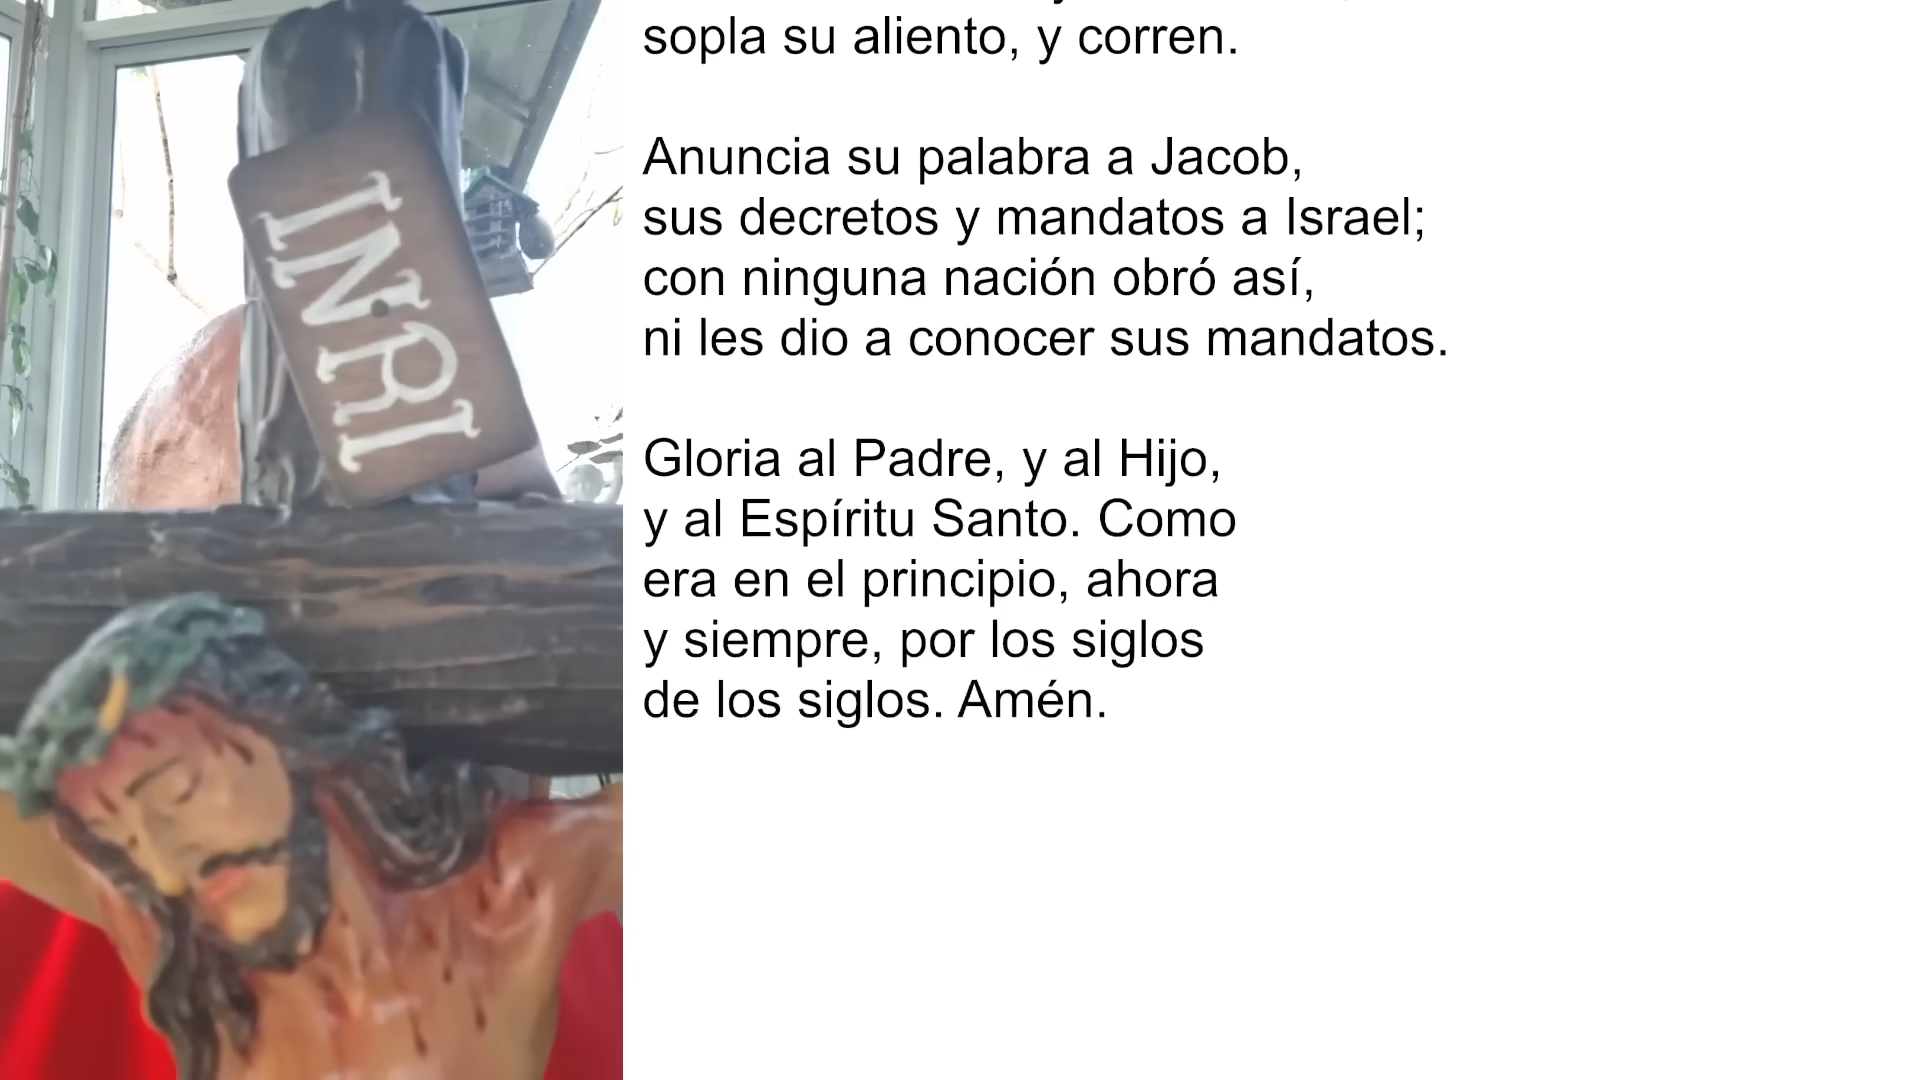 INRI
sopla su aliento, y corren.
Anuncia su palabra a Jacob,
sus decretos y mandatos a Israel;
con ninguna nación obró así,
ni les dio a conocer sus mandatos.
Gloria al Padre, y al Hijo,
y al Espíritu Santo. Como
era en el principio, ahora
y siempre, por los siglos
de los siglos. Amén.